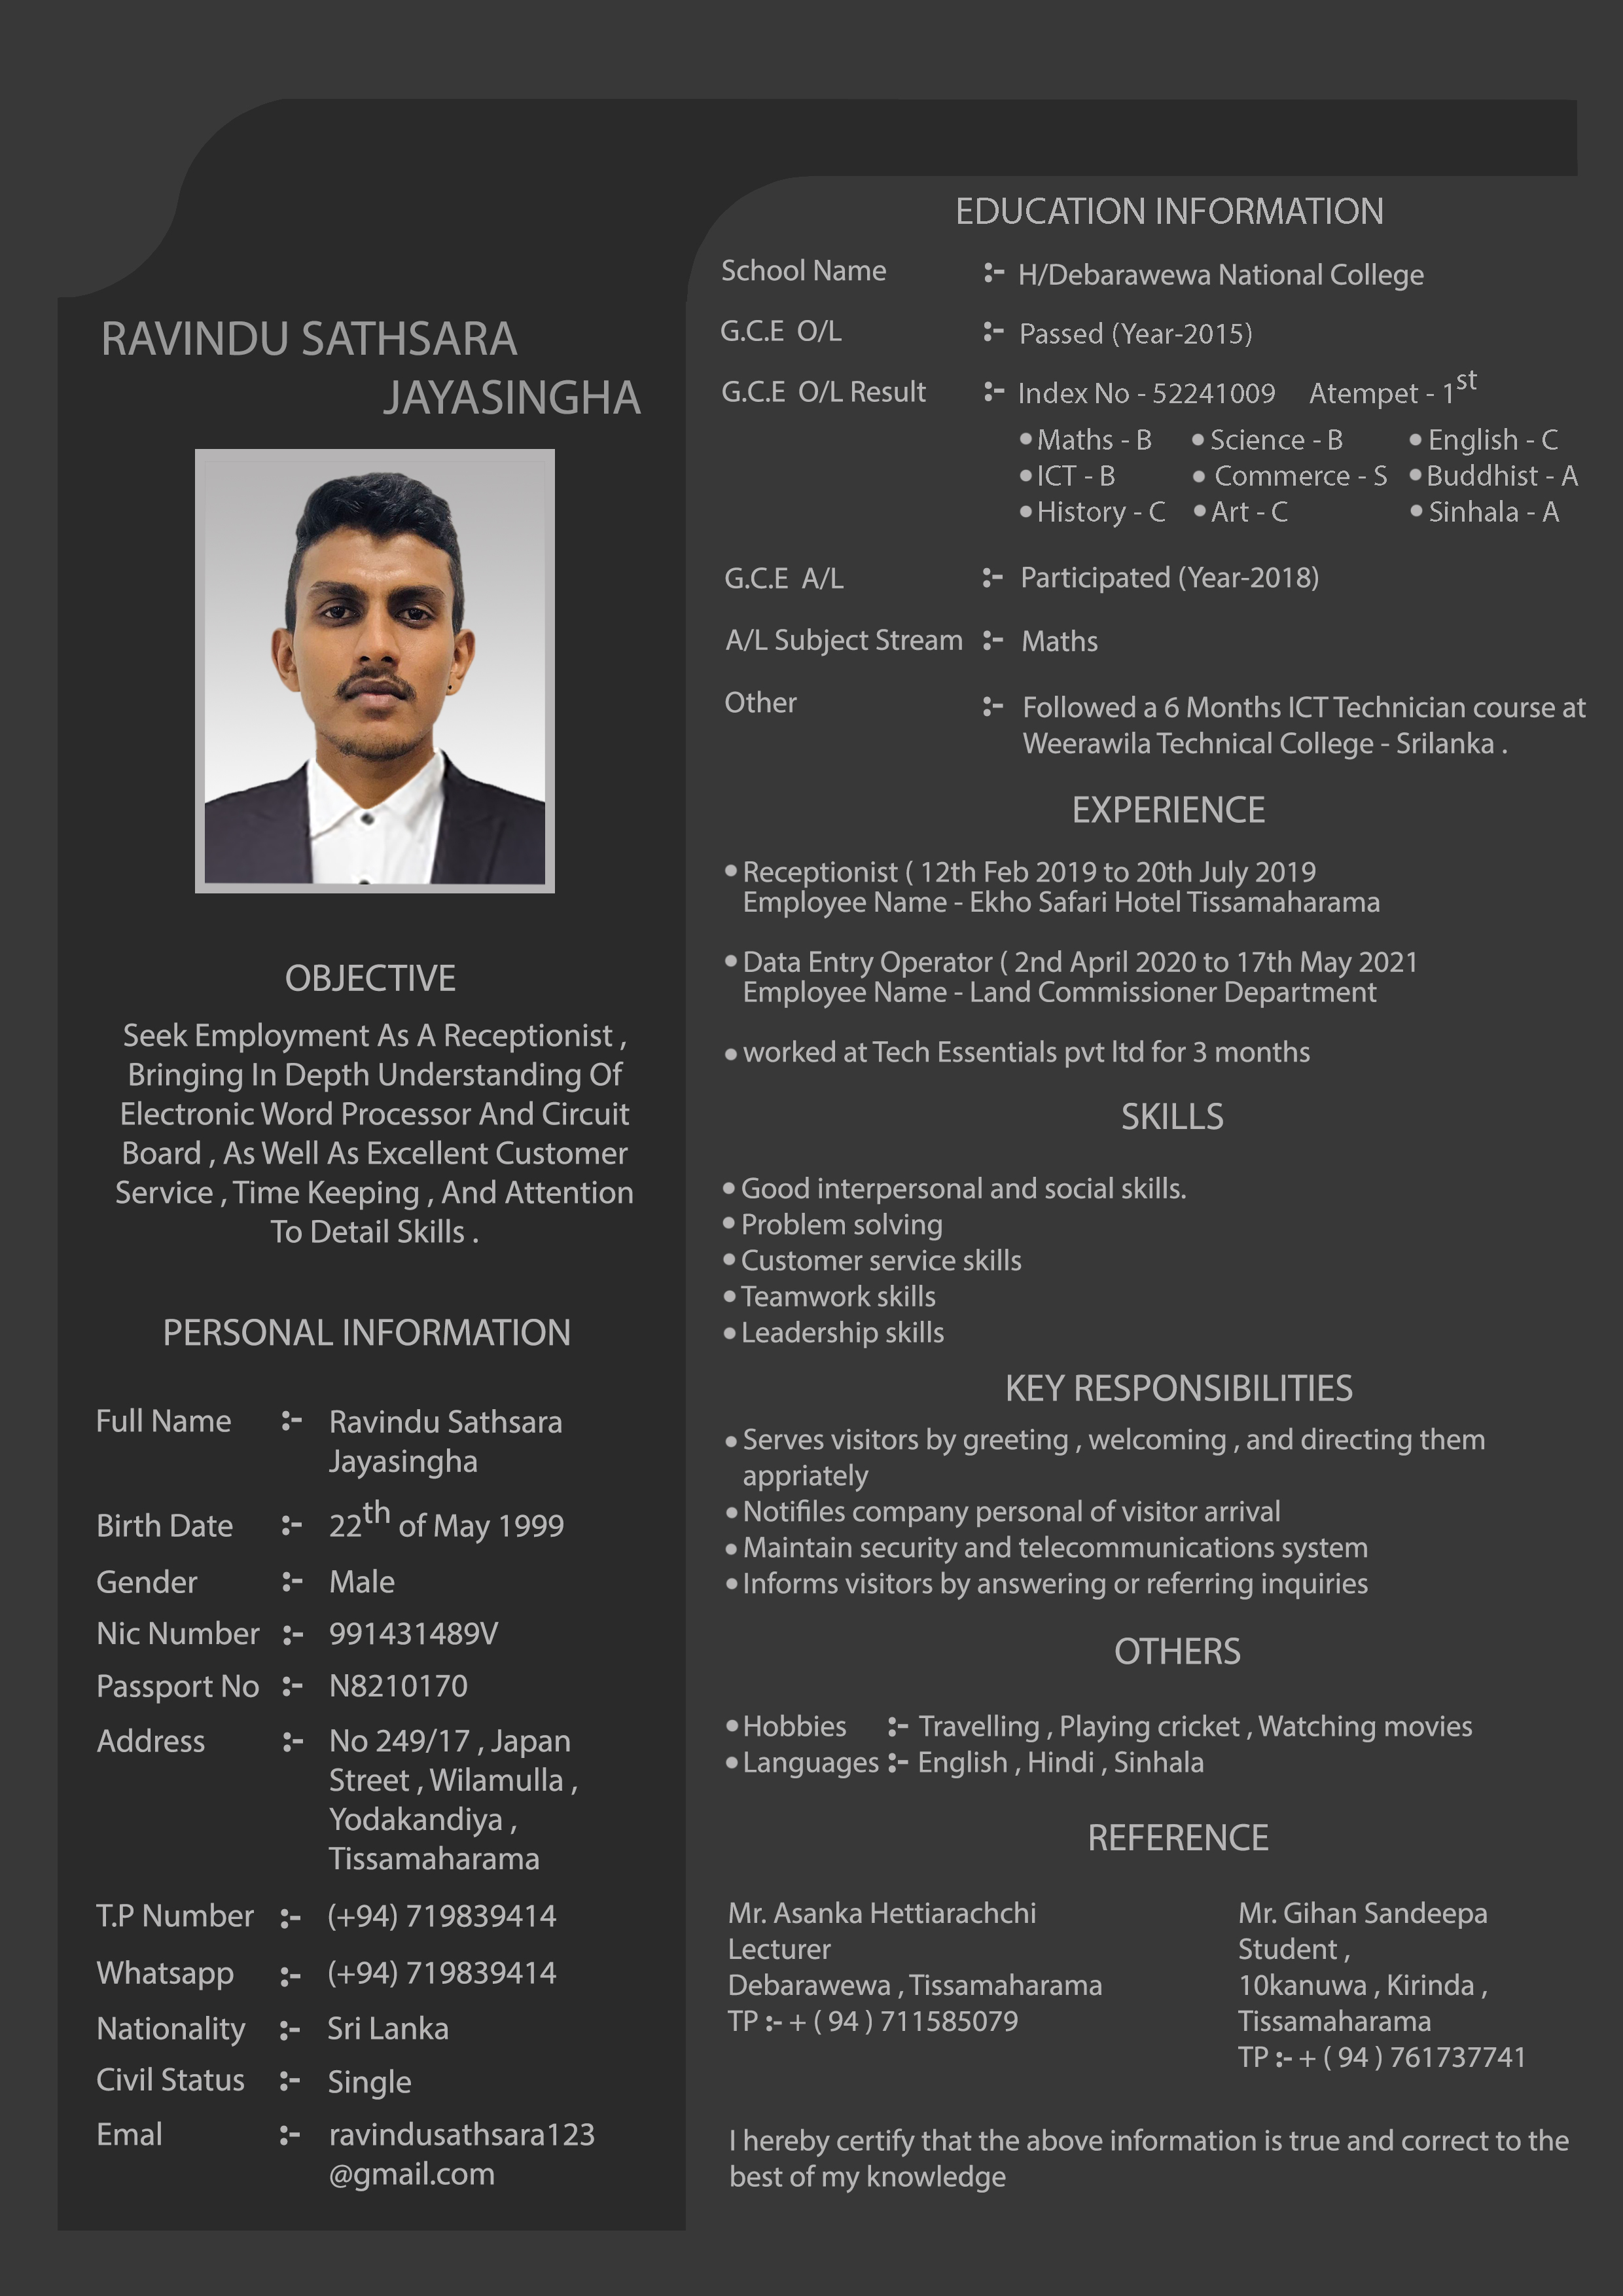 RAVINDU SATHSARA
JAYASINGHA
OBJECTIVE
Seek Employment As A Receptionist ,
Bringing In Depth Understanding Of
Electronic Word Processor And Circuit
Board , As Well As Excellent Customer
Service , Time Keeping , And Attention
To Detail Skills .
PERSONAL INFORMATION
Full Name :- Ravindu Sathsara
Jayasingha
Birth Date :- 22th of May 1999
Gender :- Male
Nic Number :- 991431489V
Passport No :- N8210170
Address :- No 249/17 , Japan
Street , Wilamulla ,
Yodakandiya ,
Tissamaharama
T.P Number :- (+94) 719839414
Whatsapp :- (+94) 719839414
Nationality :- Sri Lanka
Civil Status :- Single
Emal :- ravindusathsara123
@gmail.com
EDUCATION INFORMATION
School Name :- H/Debarawewa National College
G.C.E O/L :- Passed (Year-2015)
G.C.E O/L Result :- Index No - 52241009 Atempet - 1st
• Maths - B • Science - B • English - C
• ICT - B • Commerce - S • Buddhist - A
• History - C • Art - C • Sinhala - A
G.C.E A/L :- Participated (Year-2018)
A/L Subject Stream :- Maths
Other :- Followed a 6 Months ICT Technician course at
Weerawila Technical College - Srilanka .
EXPERIENCE
• Receptionist ( 12th Feb 2019 to 20th July 2019
Employee Name - Ekho Safari Hotel Tissamaharama
• Data Entry Operator ( 2nd April 2020 to 17th May 2021
Employee Name - Land Commissioner Department
• worked at Tech Essentials pvt ltd for 3 months
SKILLS
• Good interpersonal and social skills.
• Problem solving
• Customer service skills
• Teamwork skills
• Leadership skills
KEY RESPONSIBILITIES
• Serves visitors by greeting , welcoming , and directing them
appriately
• Notifiles company personal of visitor arrival
• Maintain security and telecommunications system
• Informs visitors by answering or referring inquiries
OTHERS
• Hobbies :- Travelling , Playing cricket , Watching movies
• Languages :- English , Hindi , Sinhala
REFERENCE
Mr. Asanka Hettiarachchi
Lecturer
Debarawewa , Tissamaharama
TP :- + ( 94 ) 711585079
Mr. Gihan Sandeepa
Student ,
10kanuwa , Kirinda ,
Tissamaharama
TP :- + ( 94 ) 761737741
I hereby certify that the above information is true and correct to the
best of my knowledge